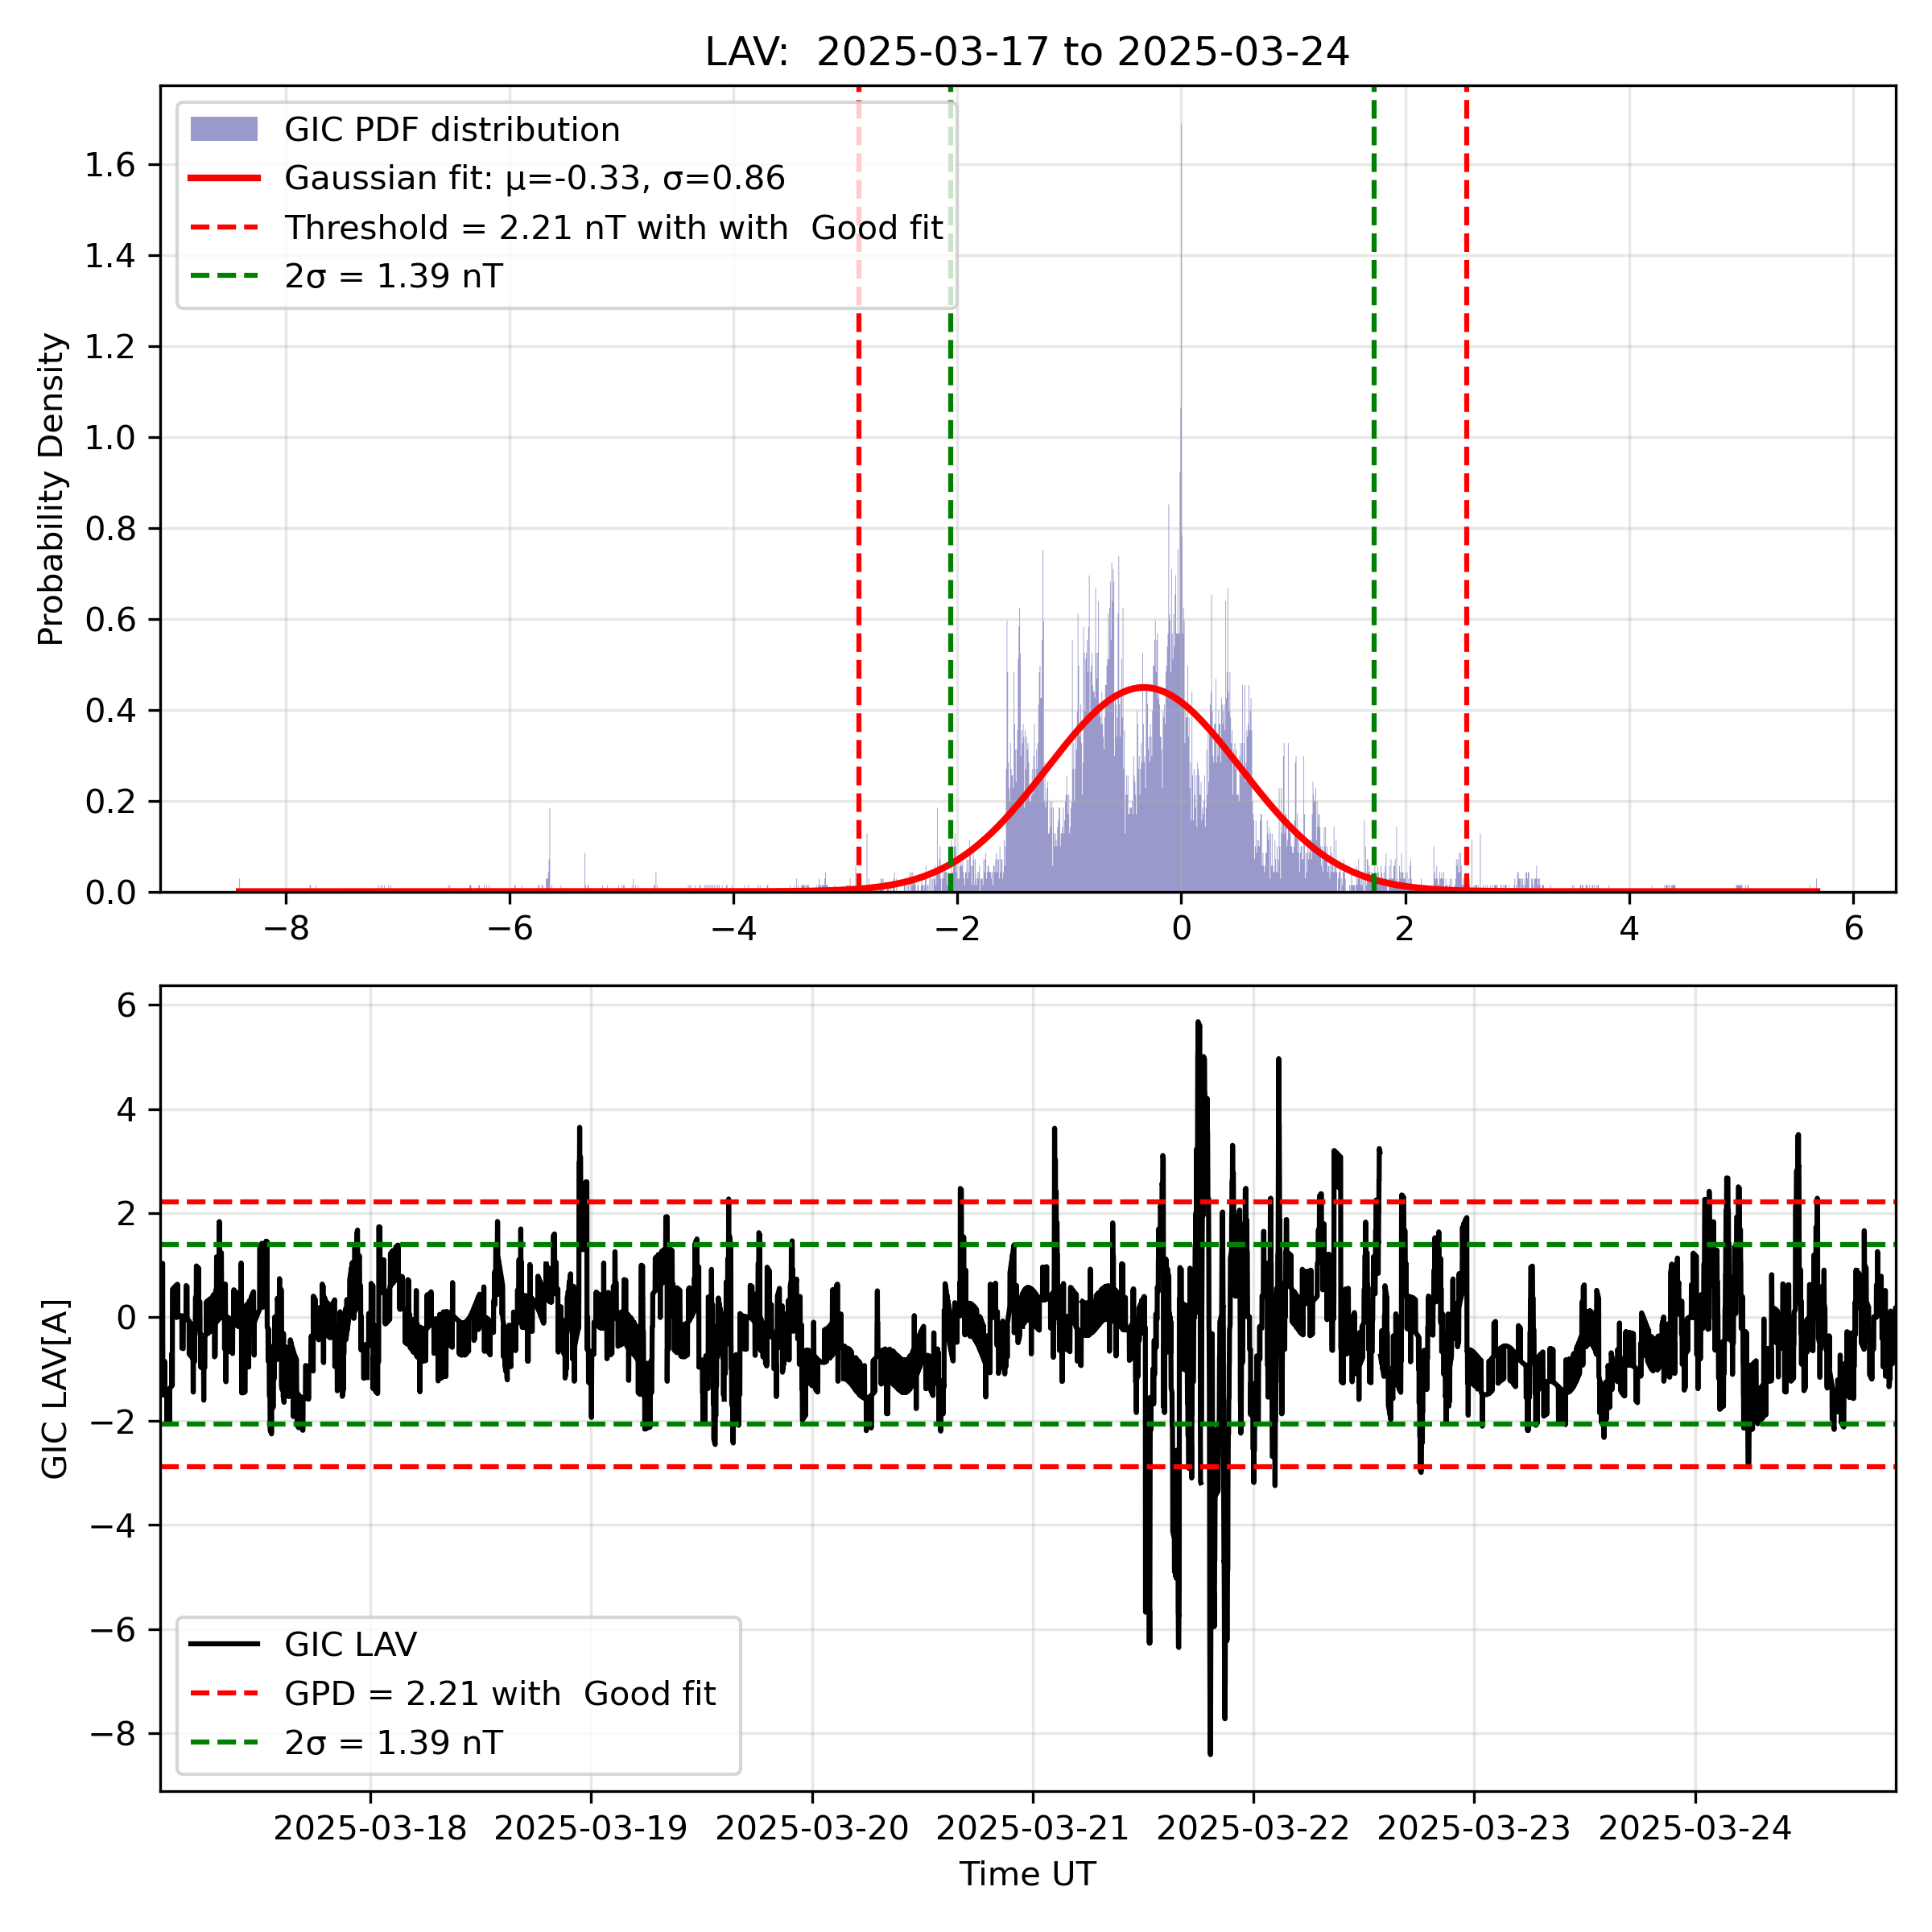 LAV:  2025-03-17 to 2025-03-24
GIC PDF distribution
Gaussian fit: μ=-0.33, σ=0.86
Threshold = 2.21 nT with with  Good fit
2σ = 1.39 nT
Probability Density
1.6
1.4
1.2
1.0
0.8
0.6
0.4
0.2
0.0
−8 −6 −4 −2 0 2 4 6
GIC LAV[A]
6
4
2
0
−2
−4
−6
−8
GIC LAV
GPD = 2.21 with  Good fit
2σ = 1.39 nT
2025-03-18 2025-03-19 2025-03-20 2025-03-21 2025-03-22 2025-03-23 2025-03-24
Time UT